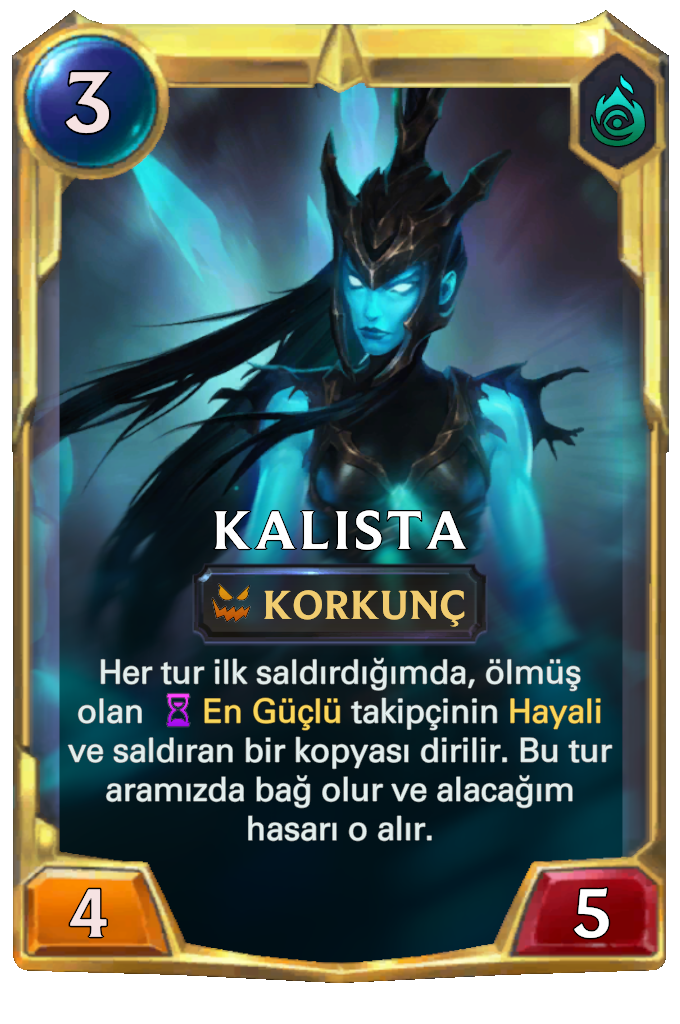 3
KALISTA
KORKUNÇ
Her tur ilk saldırdığımda, ölmüş
olan En Güçlü takipçinin Hayali
ve saldıran bir kopyası dirilir. Bu tur
aramızda bağ olur ve alacağım
hasarı o alır.
4
5